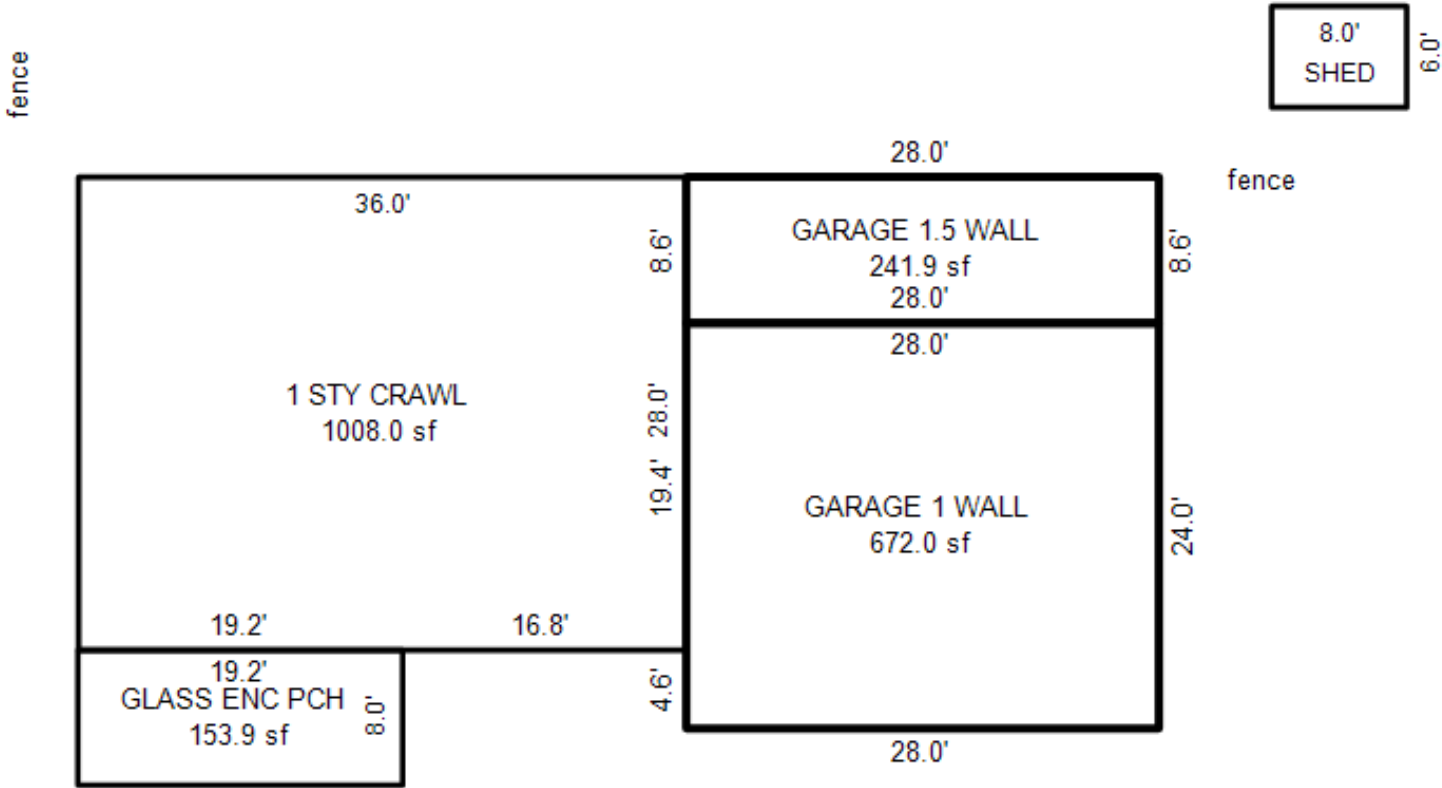 8.0'
SHED
6.0'
fence
28.0'
fence
36.0'
8.6'
GARAGE 1.5 WALL
241.9 sf
28.0'
8.6'
28.0'
1 STY CRAWL
1008.0 sf
28.0'
19.4'
GARAGE 1 WALL
672.0 sf
24.0'
19.2'
16.8'
19.2'
GLASS ENC PCH
153.9 sf
8.0'
4.6'
28.0'